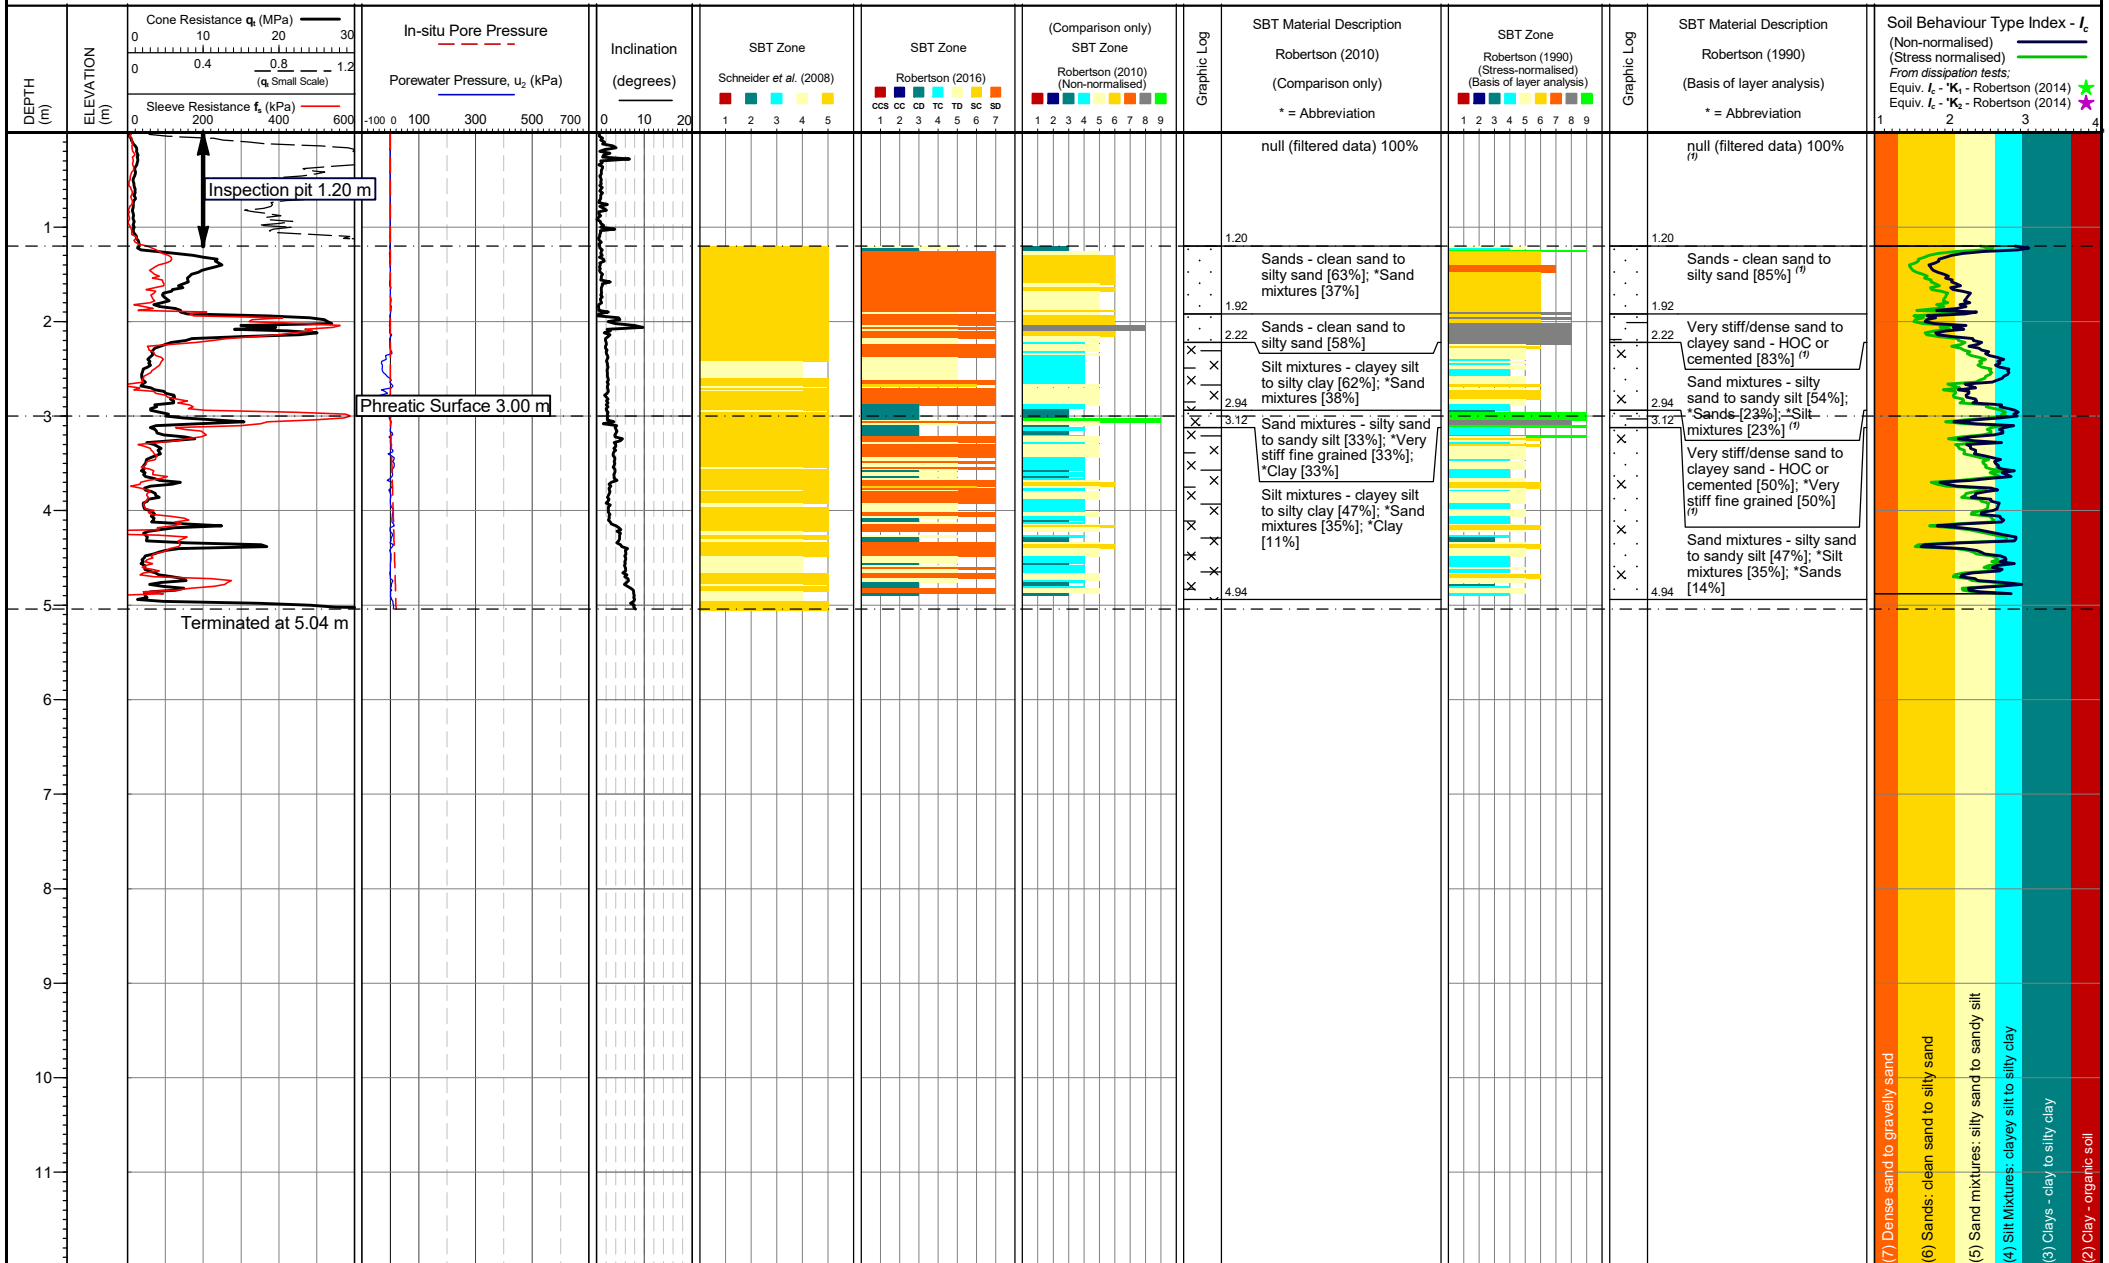 DEPTH
(m)
ELEVATION
(m)
Cone Resistance qt (MPa)
0 10 20 30
0 0.4 0.8 1.2
(qt Small Scale)
Sleeve Resistance fs (kPa)
0 200 400 600
In-situ Pore Pressure
Porewater Pressure, u2 (kPa)
-100 0 100 300 500 700
Inclination
(degrees)
0 10 20
SBT Zone
Schneider et al. (2008)
1 2 3 4 5
SBT Zone
Robertson (2016)
CCS CC CD TC TD SC SD
1 2 3 4 5 6 7
(Comparison only)
SBT Zone
Robertson (2010)
(Non-normalised)
1 2 3 4 5 6 7 8 9
Graphic Log
SBT Material Description
Robertson (2010)
(Comparison only)
* = Abbreviation
SBT Zone
Robertson (1990)
(Stress-normalised)
(Basis of layer analysis)
1 2 3 4 5 6 7 8 9
Graphic Log
SBT Material Description
Robertson (1990)
(Basis of layer analysis)
* = Abbreviation
Soil Behaviour Type Index - Ic
(Non-normalised)
(Stress normalised)
From dissipation tests;
Equiv. Ic - 'K1 - Robertson (2014)
Equiv. Ic - 'K2 - Robertson (2014)
1 2 3 4
Inspection pit 1.20 m
Phreatic Surface 3.00 m
Terminated at 5.04 m
1
2
3
4
5
6
7
8
9
10
11
null (filtered data) 100%
1.20
Sands - clean sand to
silty sand [63%]; *Sand
mixtures [37%]
1.92
Sands - clean sand to
silty sand [58%]
2.22
Silt mixtures - clayey silt
to silty clay [62%]; *Sand
mixtures [38%]
2.94
3.12
Sand mixtures - silty sand
to sandy silt [33%]; *Very
stiff fine grained [33%];
*Clay [33%]
Silt mixtures - clayey silt
to silty clay [47%]; *Sand
mixtures [35%]; *Clay
[11%]
4.94
null (filtered data) 100%
(1)
1.20
Sands - clean sand to
silty sand [85%] (1)
1.92
2.22
Very stiff/dense sand to
clayey sand - HOC or
cemented [83%] (1)
Sand mixtures - silty
sand to sandy silt [54%];
*Sands [23%]; *Silt
mixtures [23%] (1)
2.94
3.12
Very stiff/dense sand to
clayey sand - HOC or
cemented [50%]; *Very
stiff fine grained [50%]
(1)
Sand mixtures - silty sand
to sandy silt [47%]; *Silt
mixtures [35%]; *Sands
[14%]
4.94
(7) Dense sand to gravelly sand
(6) Sands: clean sand to silty sand
(5) Sand mixtures: silty sand to sandy silt
(4) Silt Mixtures: clayey silt to silty clay
(3) Clays - clay to silty clay
(2) Clay - organic soil